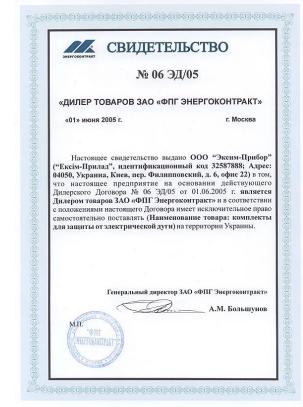 СВИДЕТЕЛЬСТВО
ЭНЕРГОКОНТРАКТ
№ 06 ЭД/05
«ДИЛЕР ТОВАРОВ ЗАО «ФПГ ЭНЕРГОКОНТРАКТ»
«01» июня 2005 г. г. Москва
Настоящее свидетельство выдано ООО “Эксим-Прибор”
(“Ексім-Прилад”, идентификационный код 32587888; Адрес:
04050, Украина, Киев, пер. Филипповский, д. 6, офис 22) в том,
что настоящее предприятие на основании действующего
Дилерского Договора № 06 ЭД/05 от 01.06.2005 г. является
Дилером товаров ЗАО «ФПГ Энергоконтракт» и в соответствии
с положениями настоящего Договора имеет исключительное право
самостоятельно поставлять (Наименование товара: комплекты
для защиты от электрической дуги) на территории Украины.
Генеральный директор ЗАО «ФПГ Энергоконтракт»
А.М. Большунов
М.П.